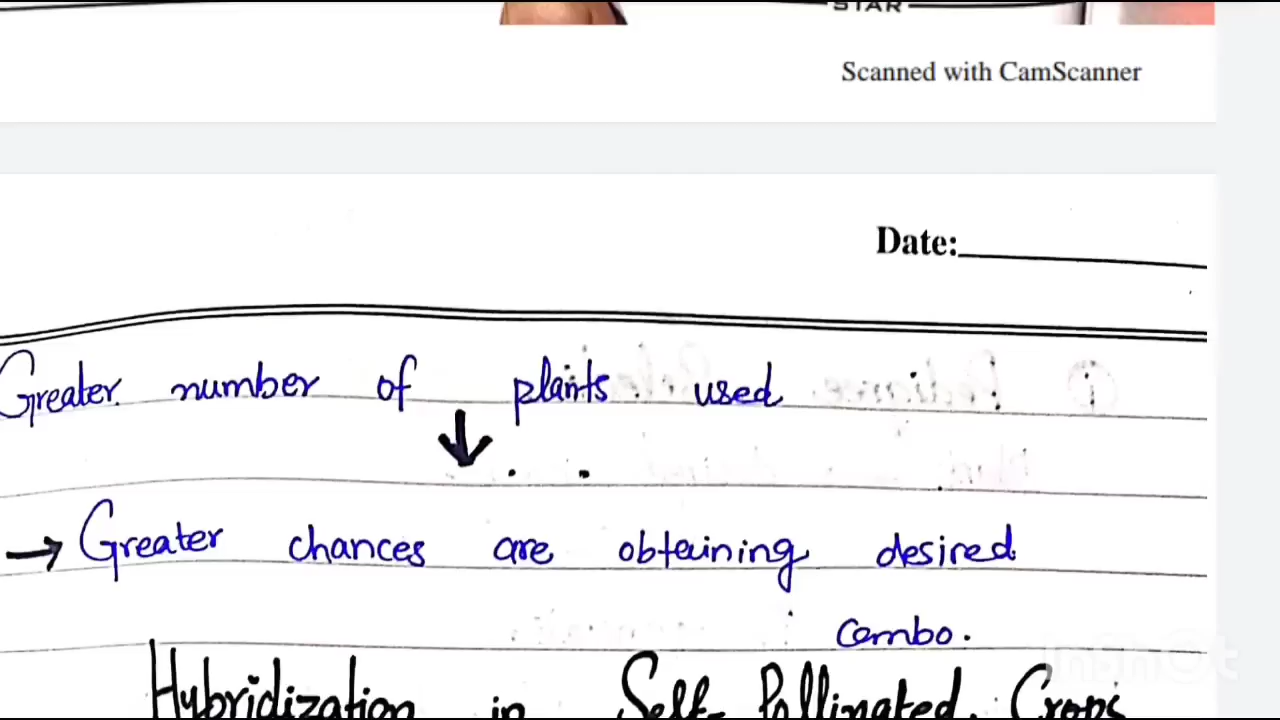 STAR
Scanned with CamScanner
Date:
Greater number of plants used
↓
→ Greater chances are obtaining desired
combo.
Hybridization in Self-Pollinated Crops